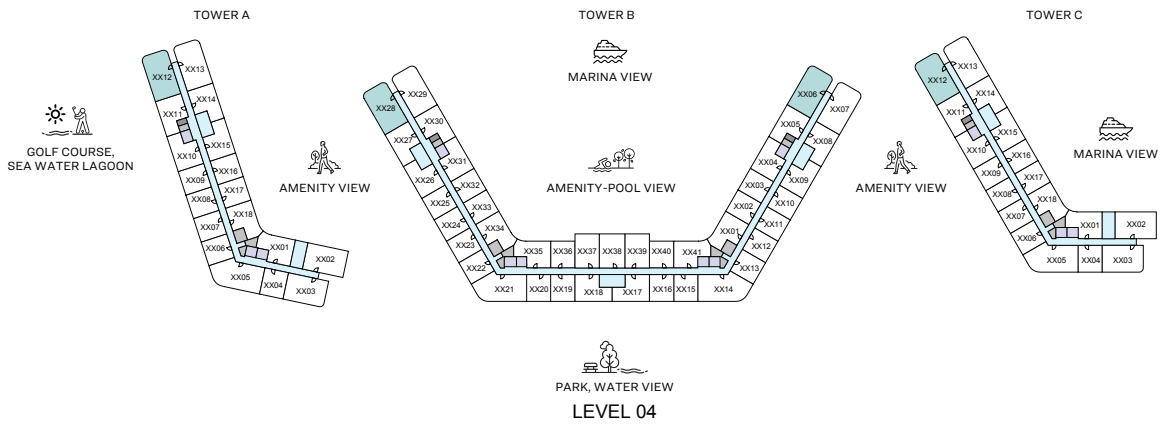 TOWER A
TOWER B
TOWER C
MARINA VIEW
GOLF COURSE,
SEA WATER LAGOON
AMENITY VIEW
AMENITY-POOL VIEW
AMENITY VIEW
MARINA VIEW
XX12
XX13
XX11
XX14
XX10
XX15
XX09
XX16
XX08
XX17
XX07
XX18
XX06
XX01
XX05
XX02
XX04
XX03
XX28
XX29
XX27
XX30
XX26
XX31
XX25
XX32
XX24
XX33
XX23
XX34
XX22
XX35
XX36
XX37
XX38
XX39
XX40
XX41
XX21
XX20
XX19
XX18
XX17
XX16
XX15
XX14
XX06
XX07
XX05
XX08
XX04
XX09
XX03
XX10
XX02
XX11
XX01
XX12
XX13
XX12
XX13
XX11
XX14
XX10
XX15
XX09
XX16
XX08
XX17
XX07
XX18
XX06
XX01
XX02
XX05
XX04
XX03
PARK, WATER VIEW
LEVEL 04